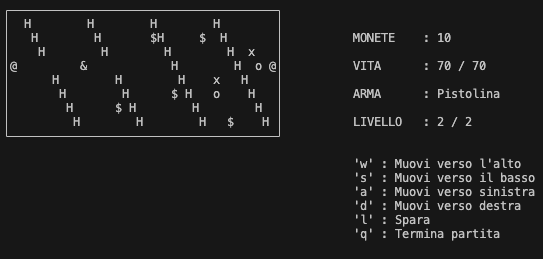 H        H        H        H
H        H       $H     $  H     MONETE    : 10
H        H        H        H  x
@         &            H        H  o @     VITA      : 70 / 70
H        H        H    x   H
H        H      $ H   o    H     ARMA      : Pistolina
H      $ H         H        H
H        H        H   $    H     LIVELLO   : 2 / 2
'w' : Muovi verso l'alto
's' : Muovi verso il basso
'a' : Muovi verso sinistra
'd' : Muovi verso destra
'l' : Spara
'q' : Termina partita